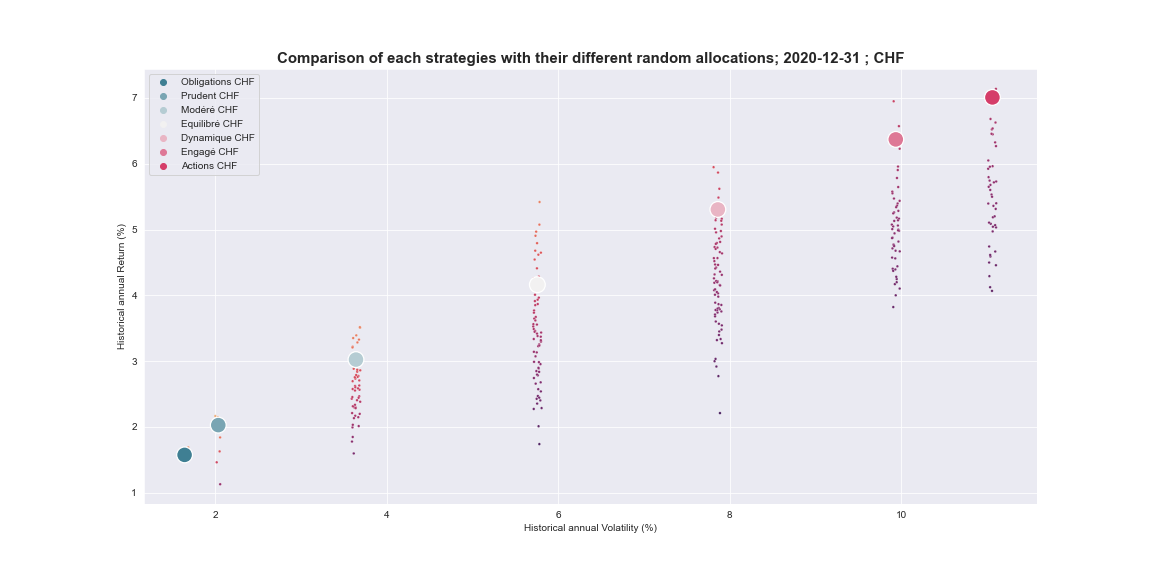 Comparison of each strategies with their different random allocations; 2020-12-31 ; CHF
Obligations CHF
Prudent CHF
Modéré CHF
Equilibré CHF
Dynamique CHF
Engagé CHF
Actions CHF
Historical annual Return (%)
7
6
5
4
3
2
1
2 4 6 8 10
Historical annual Volatility (%)